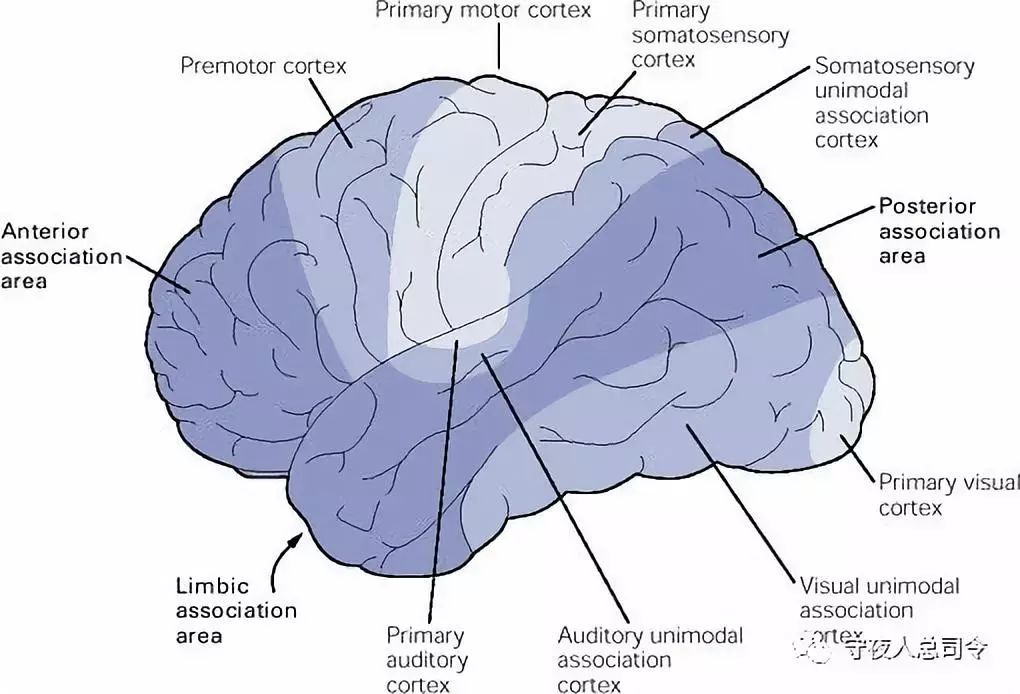 Primary motor cortex
Primary
somatosensory
cortex
Premotor cortex
Somatosensory
unimodal
association
cortex
Anterior
association
area
Posterior
association
area
Primary visual
cortex
Limbic
association
area
Primary
auditory
cortex
Auditory unimodal
association
cortex
Visual unimodal
association
cortex
守夜人总司令